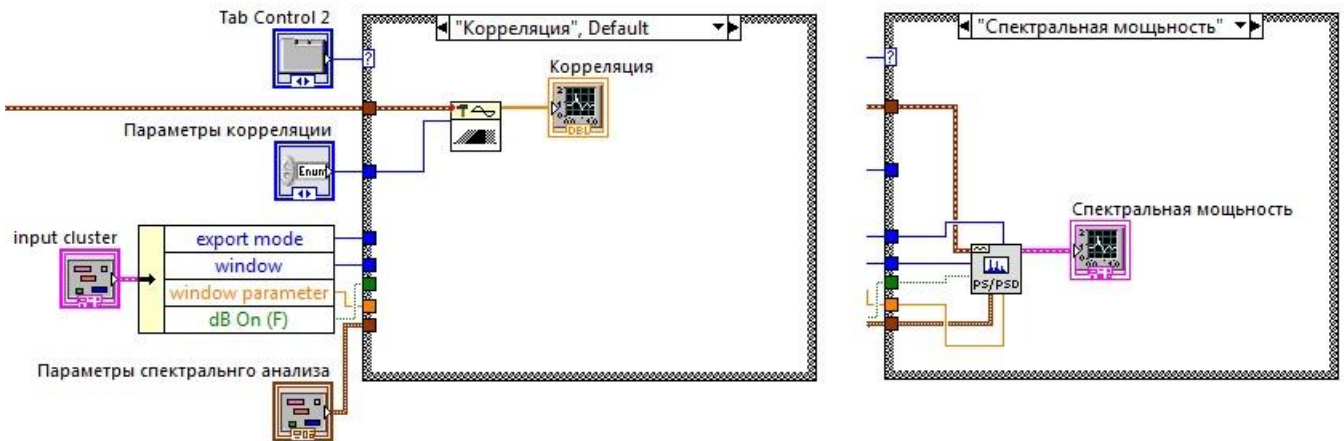 Tab Control 2
"Корреляция", Default
Корреляция
DBL
Параметры корреляции
Enum
input cluster
export mode
window
window parameter
dB On (F)
Параметры спектральнго анализа
"Спектральная мощьность"
Спектральная мощьность
PS/PSD